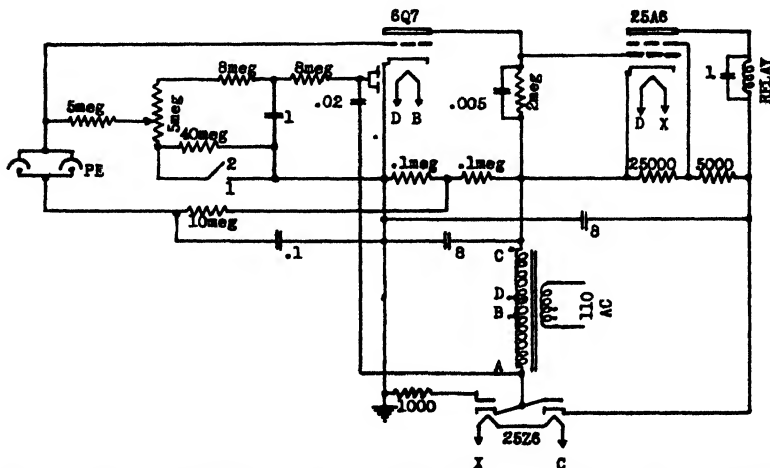 6Q7
25A6
8meg
8meg
1
RELAY
5meg
5meg
.02
D B
.005
2meg
D X
1
40meg
2
1
.1meg
.1meg
25000
5000
PE
10meg
.1
8
8
C
D
B
A
110
AC
1000
25Z6
X
C